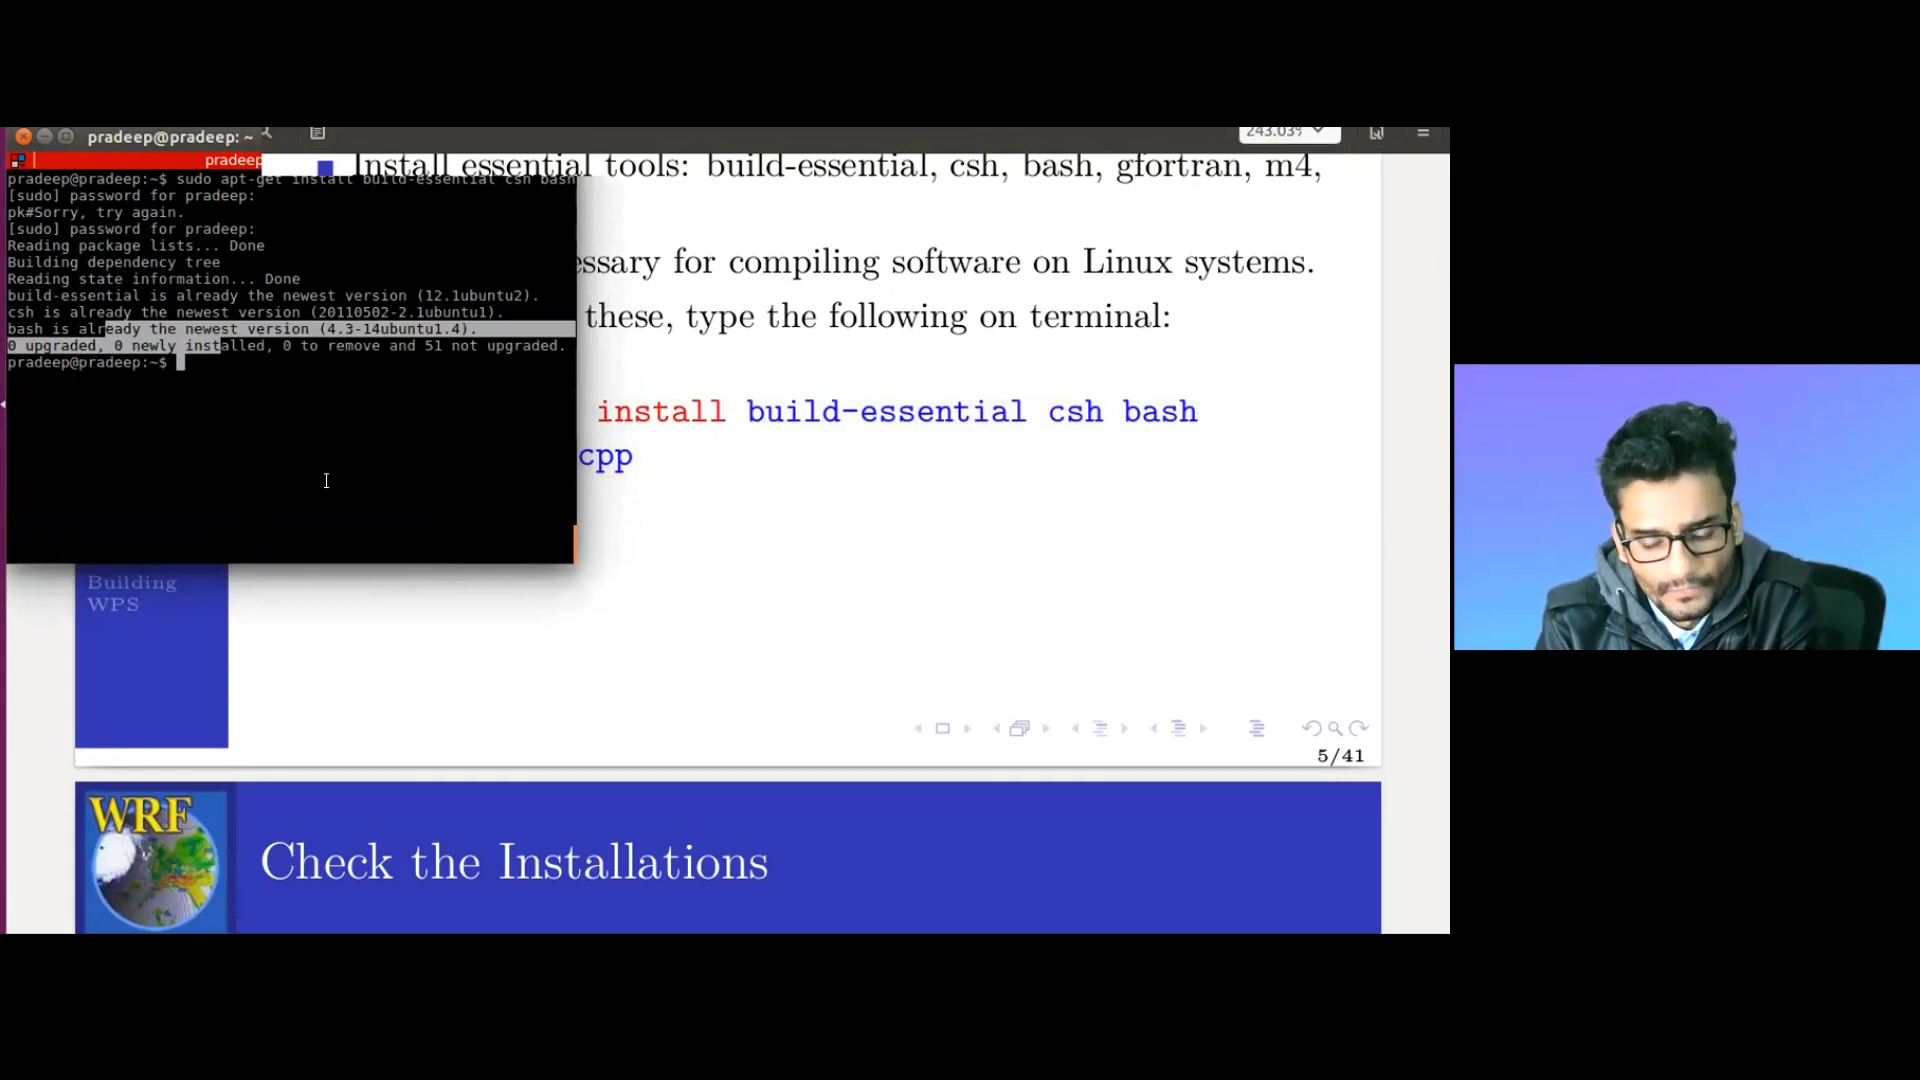 pradeep@pradeep: ~
243.03%
pradeep
Install essential tools: build-essential, csh, bash, gfortran, m4,
pradeep@pradeep:~$ sudo apt-get install build-essential csh bash
[sudo] password for pradeep:
pk#Sorry, try again.
[sudo] password for pradeep:
Reading package lists... Done
Building dependency tree
Reading state information... Done
build-essential is already the newest version (12.1ubuntu2).
csh is already the newest version (20110502-2.1ubuntu1).
bash is already the newest version (4.3-14ubuntu1.4).
0 upgraded, 0 newly installed, 0 to remove and 51 not upgraded.
pradeep@pradeep:~$
essary for compiling software on Linux systems.
these, type the following on terminal:
install build-essential csh bash
cpp
Building
WPS
5/41
WRF
Check the Installations